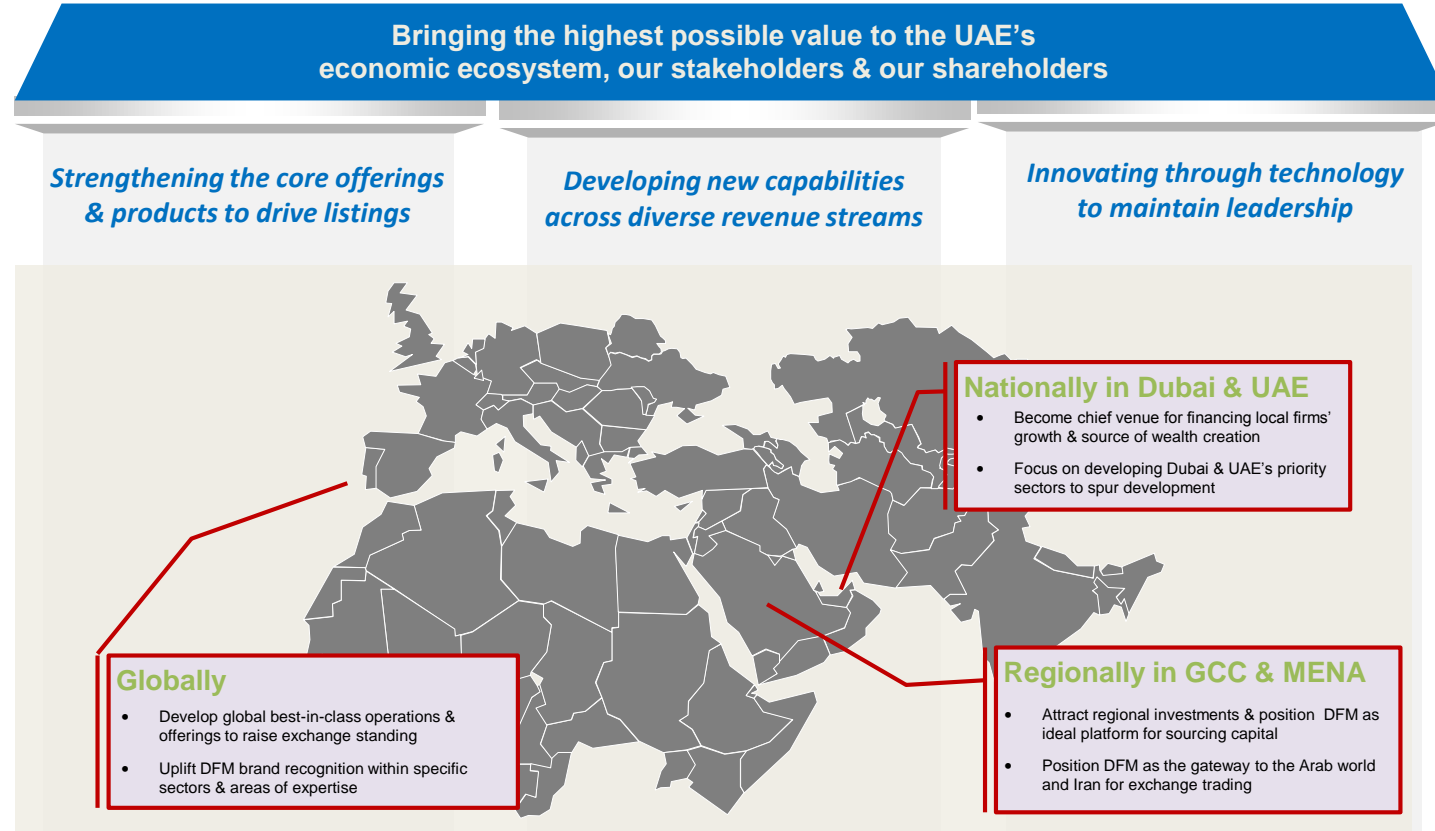 Bringing the highest possible value to the UAE's
economic ecosystem, our stakeholders & our shareholders
Strengthening the core offerings
& products to drive listings
Developing new capabilities
across diverse revenue streams
Innovating through technology
to maintain leadership
Nationally in Dubai & UAE
• Become chief venue for financing local firms'
growth & source of wealth creation
• Focus on developing Dubai & UAE's priority
sectors to spur development
Globally
• Develop global best-in-class operations &
offerings to raise exchange standing
• Uplift DFM brand recognition within specific
sectors & areas of expertise
Regionally in GCC & MENA
• Attract regional investments & position DFM as
ideal platform for sourcing capital
• Position DFM as the gateway to the Arab world
and Iran for exchange trading